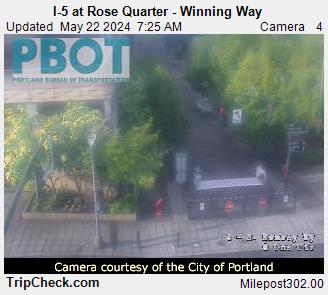 I-5 at Rose Quarter - Winning Way
Updated May 22 2024 7:25 AM Camera 4
PBOT
PORTLAND BUREAU OF TRANSPORTATION
Camera courtesy of the City of Portland
TripCheck.com Milepost302.00